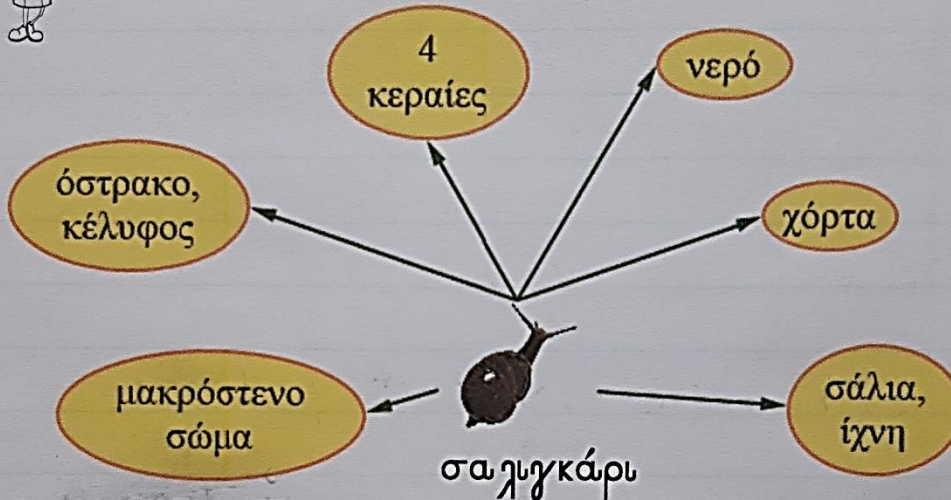 4
κεραίες
νερό
όστρακο,
κέλυφος
χόρτα
μακρόστενο
σώμα
σάλια,
ίχνη
σαλιγκάρι